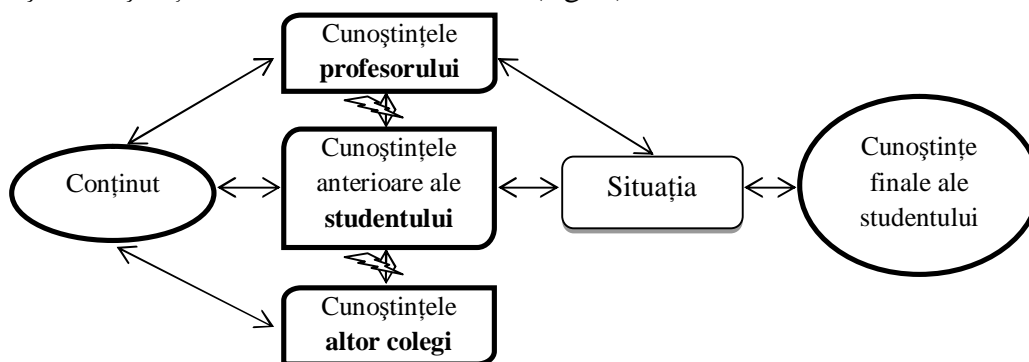 Cunoştinţele
profesorului
Conţinut
Cunoştinţele
anterioare ale
studentului
Situaţia
Cunoştinţe
finale ale
studentului
Cunoştinţele
altor colegi